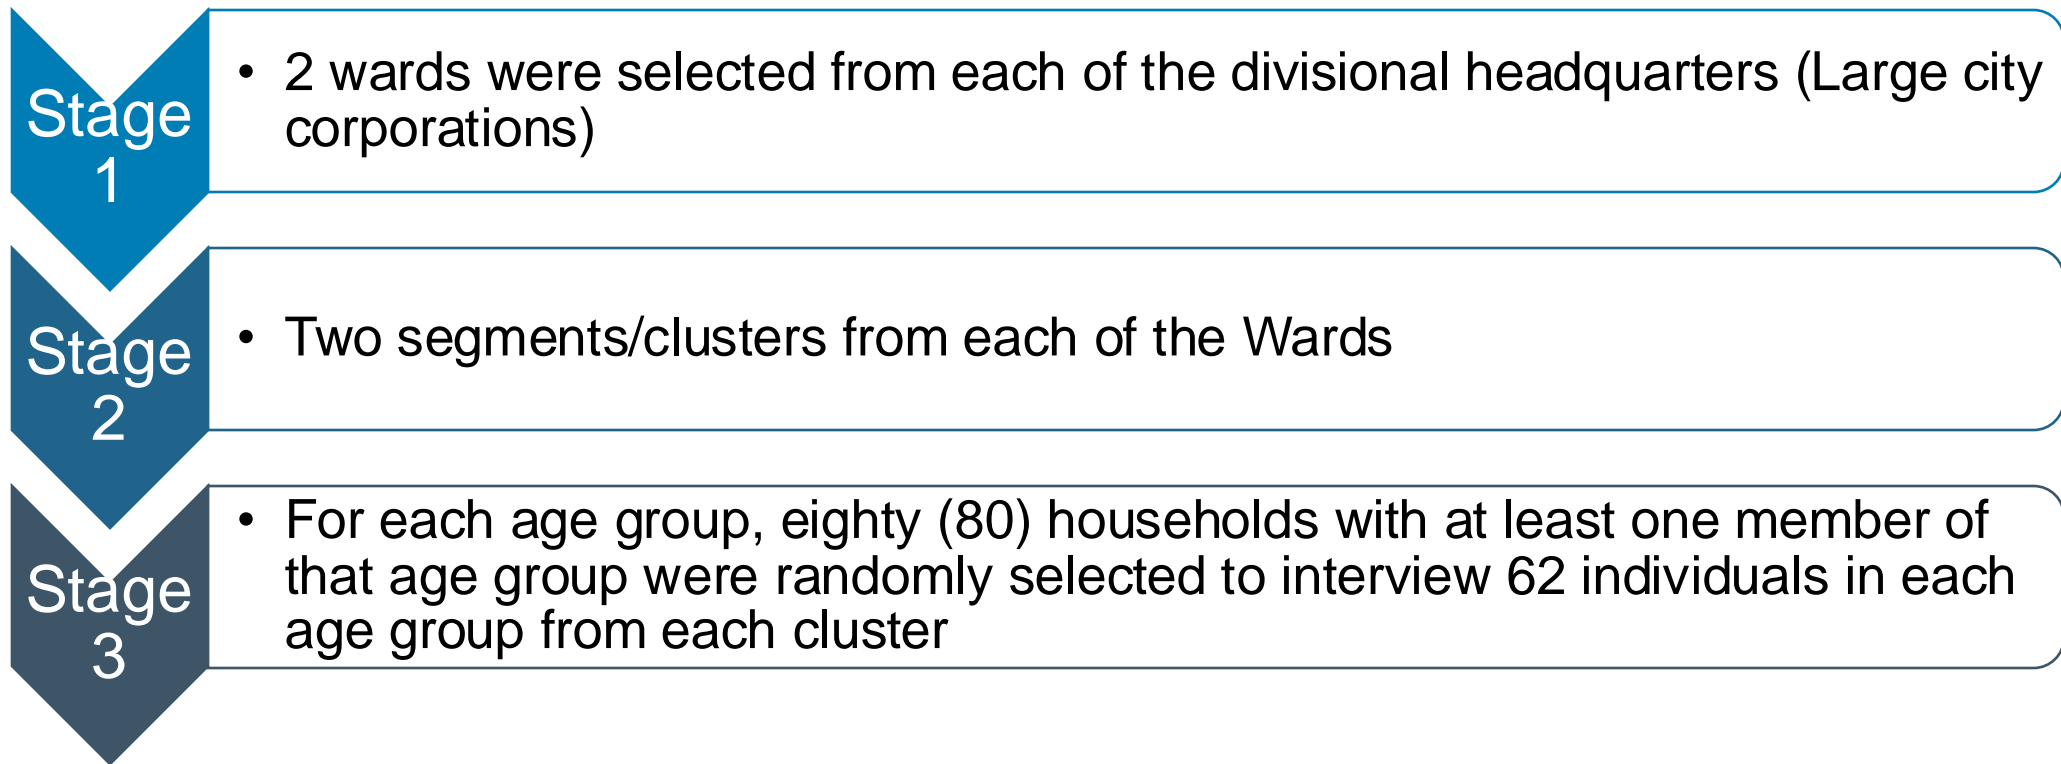 Stage
1
• 2 wards were selected from each of the divisional headquarters (Large city
corporations)
Stage
2
• Two segments/clusters from each of the Wards
Stage
3
• For each age group, eighty (80) households with at least one member of
that age group were randomly selected to interview 62 individuals in each
age group from each cluster